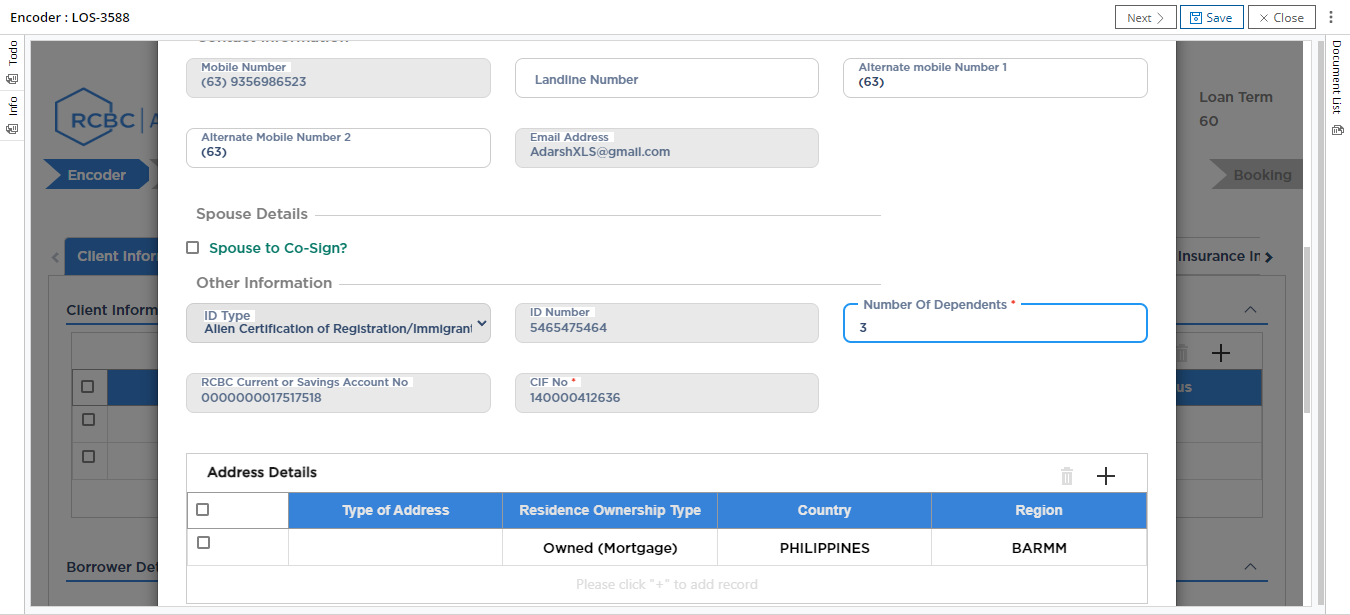 Encoder : LOS-3588
Next
Save
Close
Todo
Info
Document List
RCBC
Loan Term
60
Encoder
Booking
Contact Information
Mobile Number
(63) 9356986523
Landline Number
Alternate mobile Number 1
(63)
Alternate Mobile Number 2
(63)
Email Address
AdarshXLS@gmail.com
Spouse Details
Spouse to Co-Sign?
Client Infor
Insurance In
Other Information
Client Inform
ID Type
Alien Certification of Registration/Immigrant
ID Number
5465475464
Number Of Dependents *
3
RCBC Current or Savings Account No
0000000017517518
CIF No *
140000412636
us
Address Details
Type of Address
Residence Ownership Type
Country
Region
Owned (Mortgage)
PHILIPPINES
BARMM
Please click "+" to add record
Borrower Det